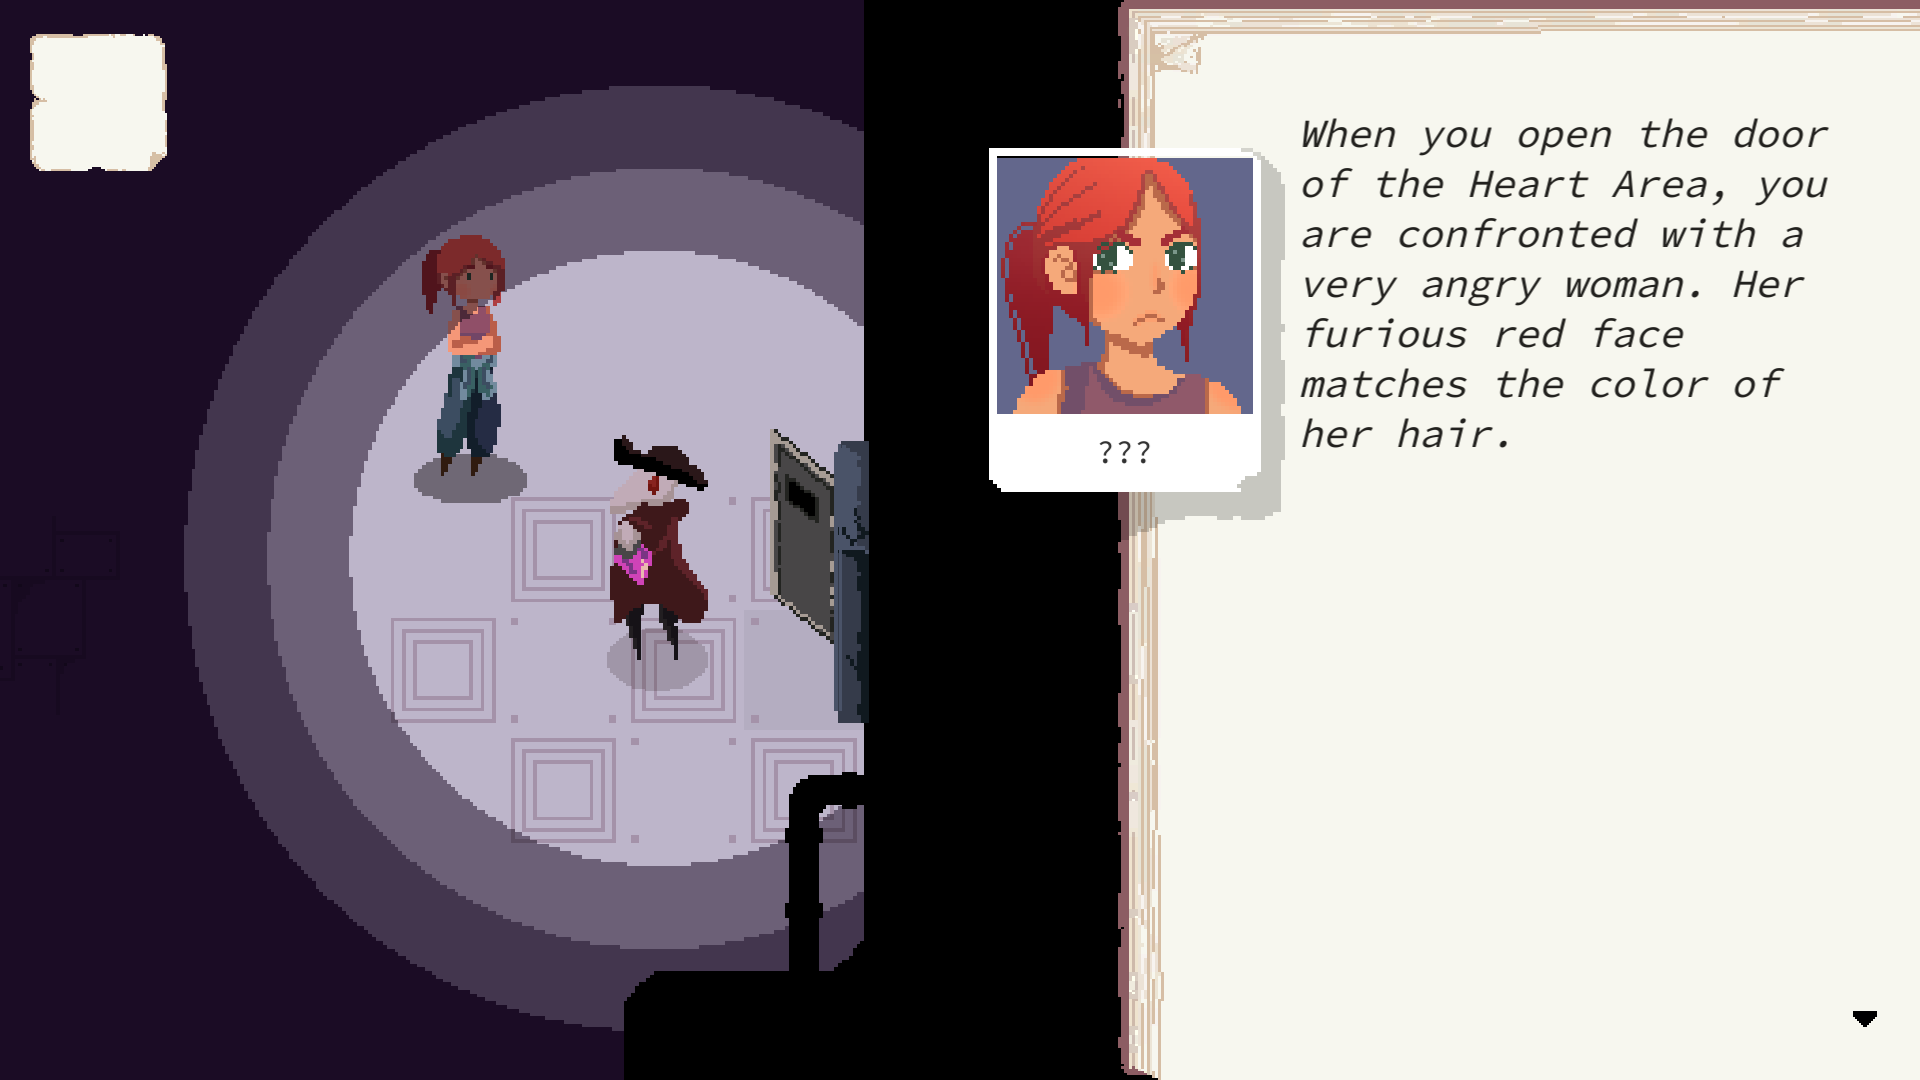 When you open the door
of the Heart Area, you
are confronted with a
very angry woman. Her
furious red face
matches the color of
her hair.
???